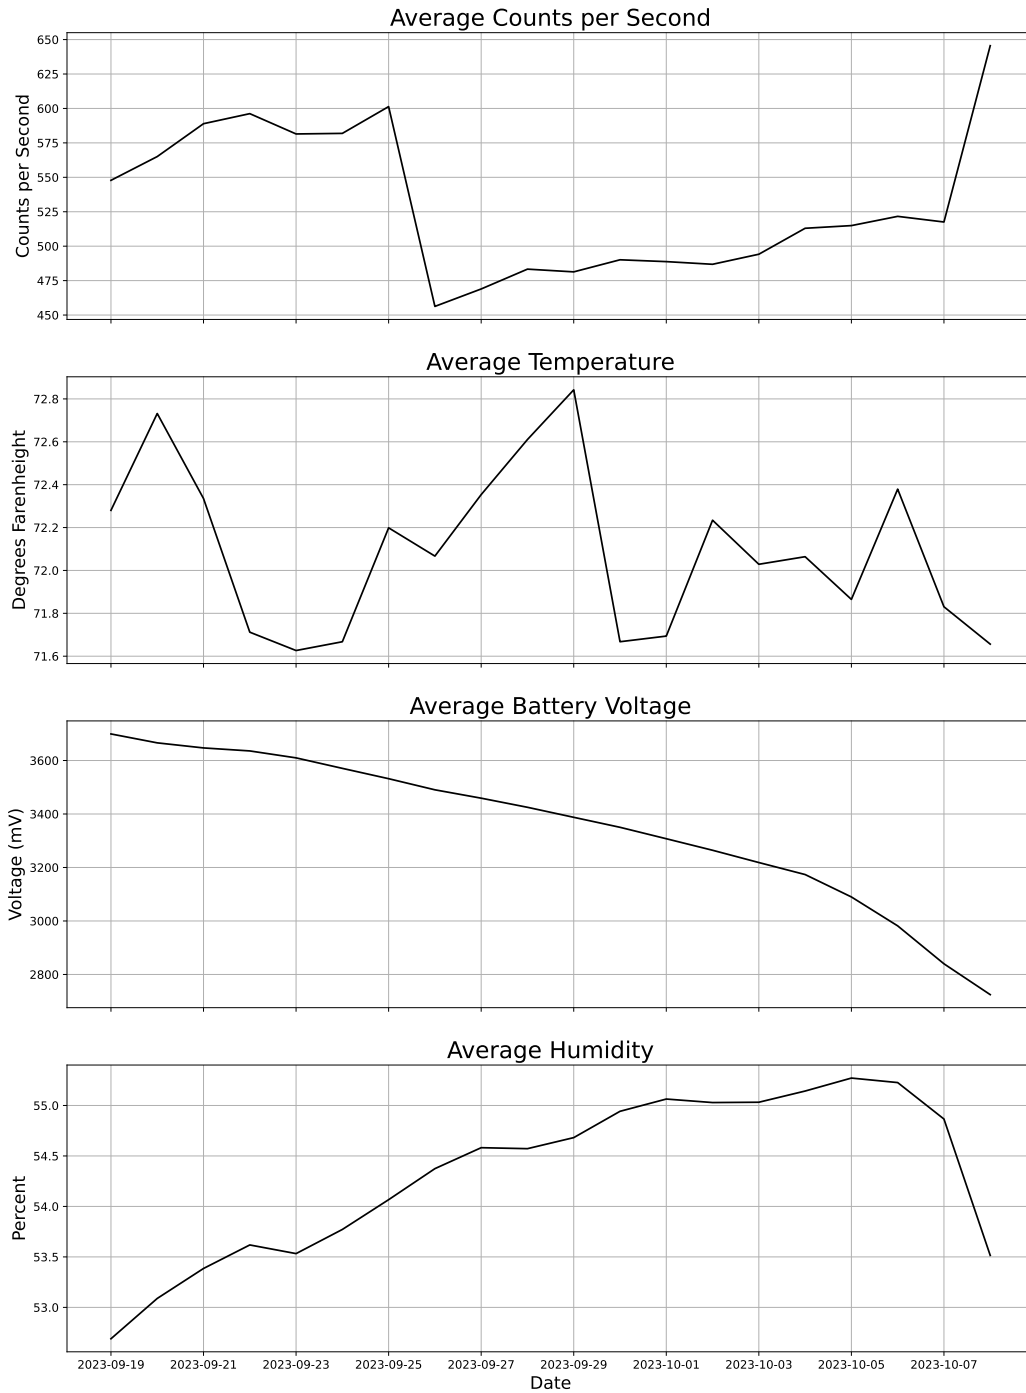 Average Counts per Second
650
625
600
575
550
525
500
475
450
Counts per Second
Average Temperature
72.8
72.6
72.4
72.2
72.0
71.8
71.6
Degrees Farenheight
Average Battery Voltage
3600
3400
3200
3000
2800
Voltage (mV)
Average Humidity
55.0
54.5
54.0
53.5
53.0
Percent
2023-09-19 2023-09-21 2023-09-23 2023-09-25 2023-09-27 2023-09-29 2023-10-01 2023-10-03 2023-10-05 2023-10-07
Date